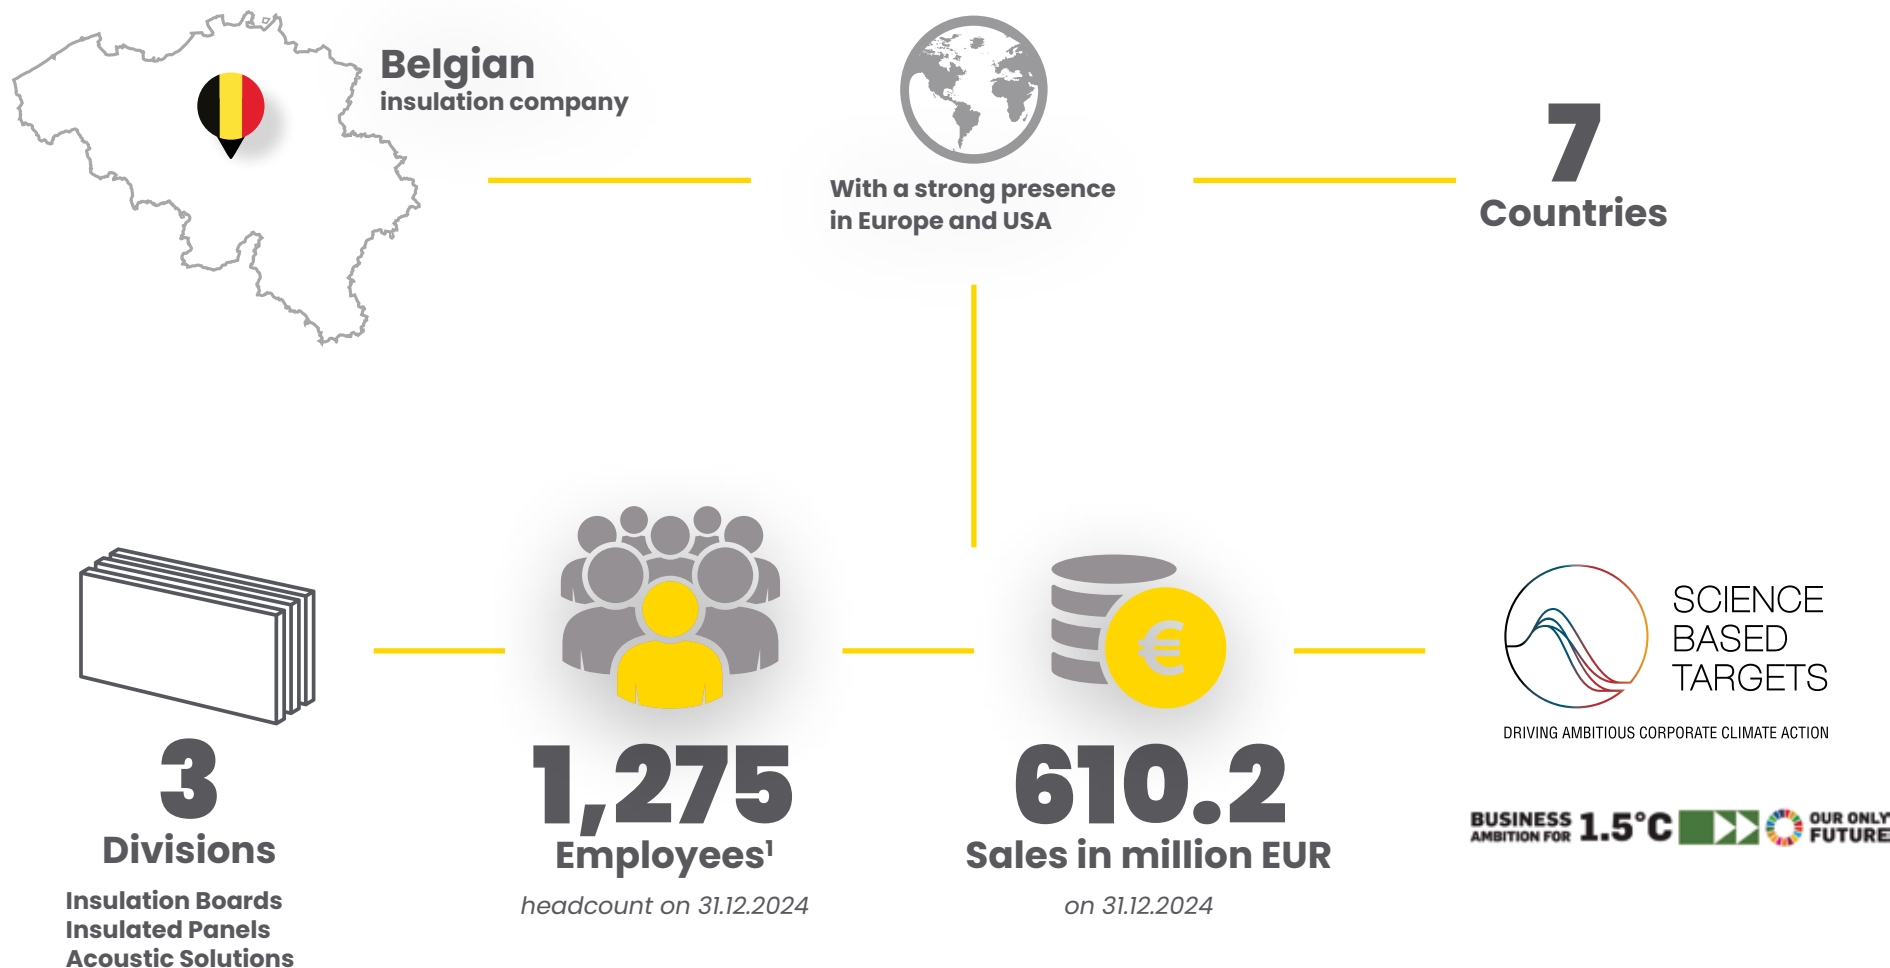 Belgian
insulation company
With a strong presence
in Europe and USA
7
Countries
3
Divisions
Insulation Boards
Insulated Panels
Acoustic Solutions
1,275
Employees¹
headcount on 31.12.2024
€
610.2
Sales in million EUR
on 31.12.2024
SCIENCE
BASED
TARGETS
DRIVING AMBITIOUS CORPORATE CLIMATE ACTION
BUSINESS
AMBITION FOR
1.5°C
OUR ONLY
FUTURE